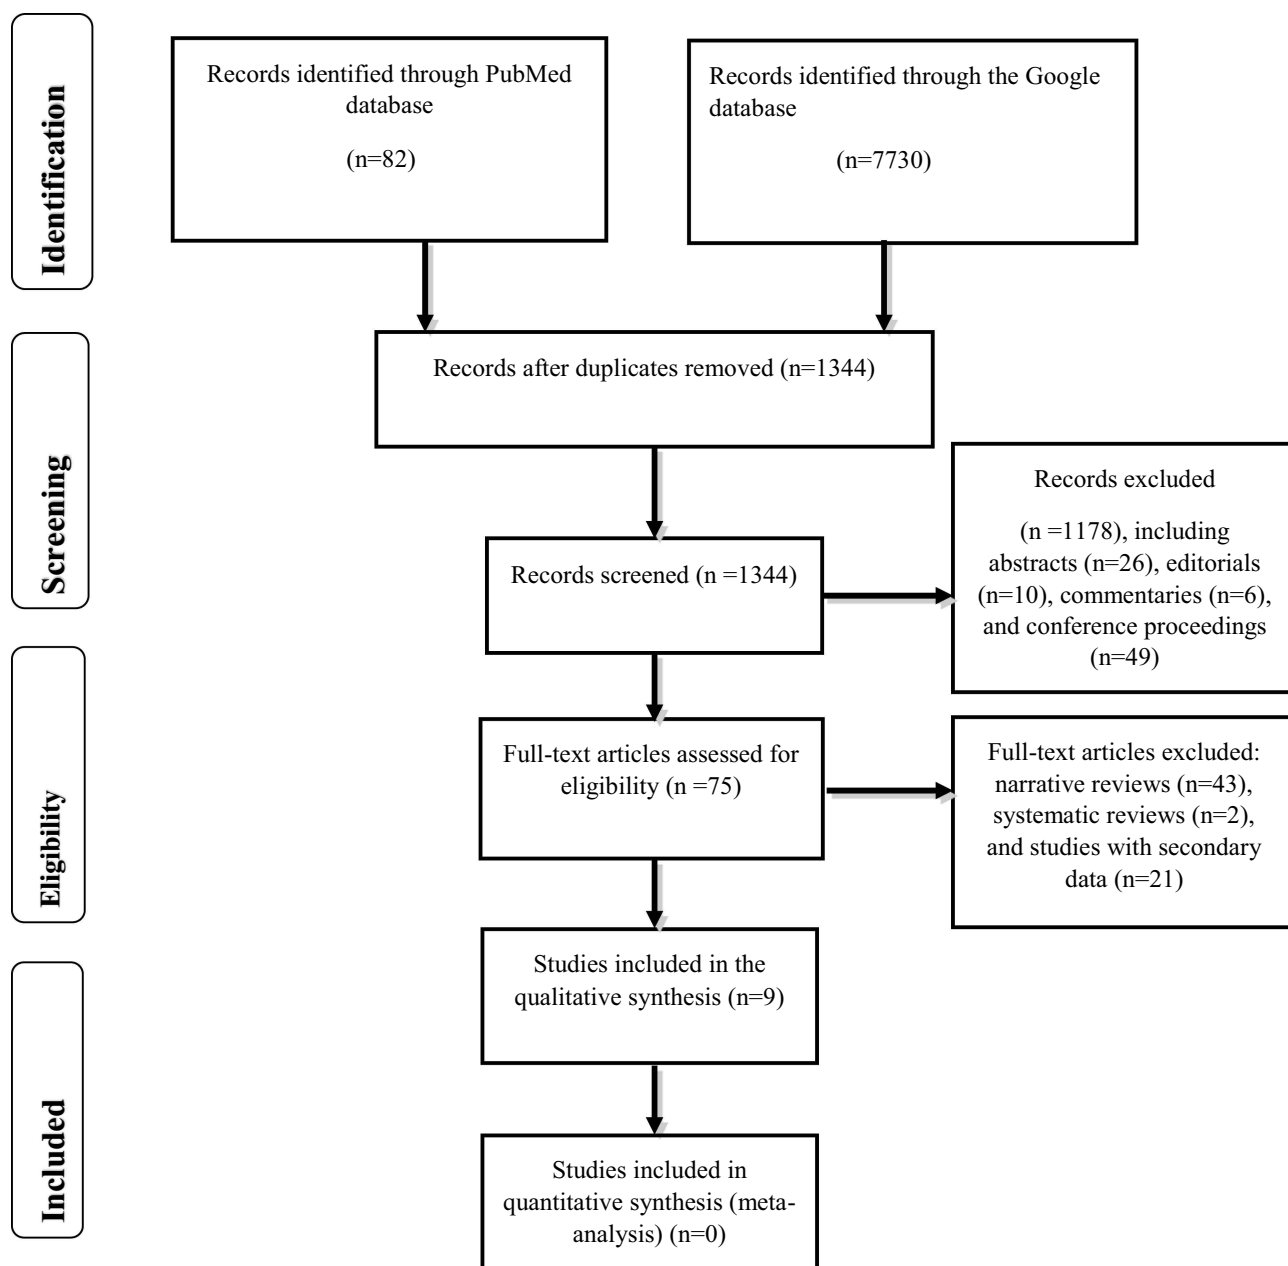 Identification
Records identified through PubMed
database
(n=82)
Records identified through the Google
database
(n=7730)
Screening
Records after duplicates removed (n=1344)
Records screened (n =1344)
Records excluded
(n =1178), including
abstracts (n=26), editorials
(n=10), commentaries (n=6),
and conference proceedings
(n=49)
Eligibility
Full-text articles assessed for
eligibility (n =75)
Full-text articles excluded:
narrative reviews (n=43),
systematic reviews (n=2),
and studies with secondary
data (n=21)
Included
Studies included in the
qualitative synthesis (n=9)
Studies included in
quantitative synthesis (meta-
analysis) (n=0)